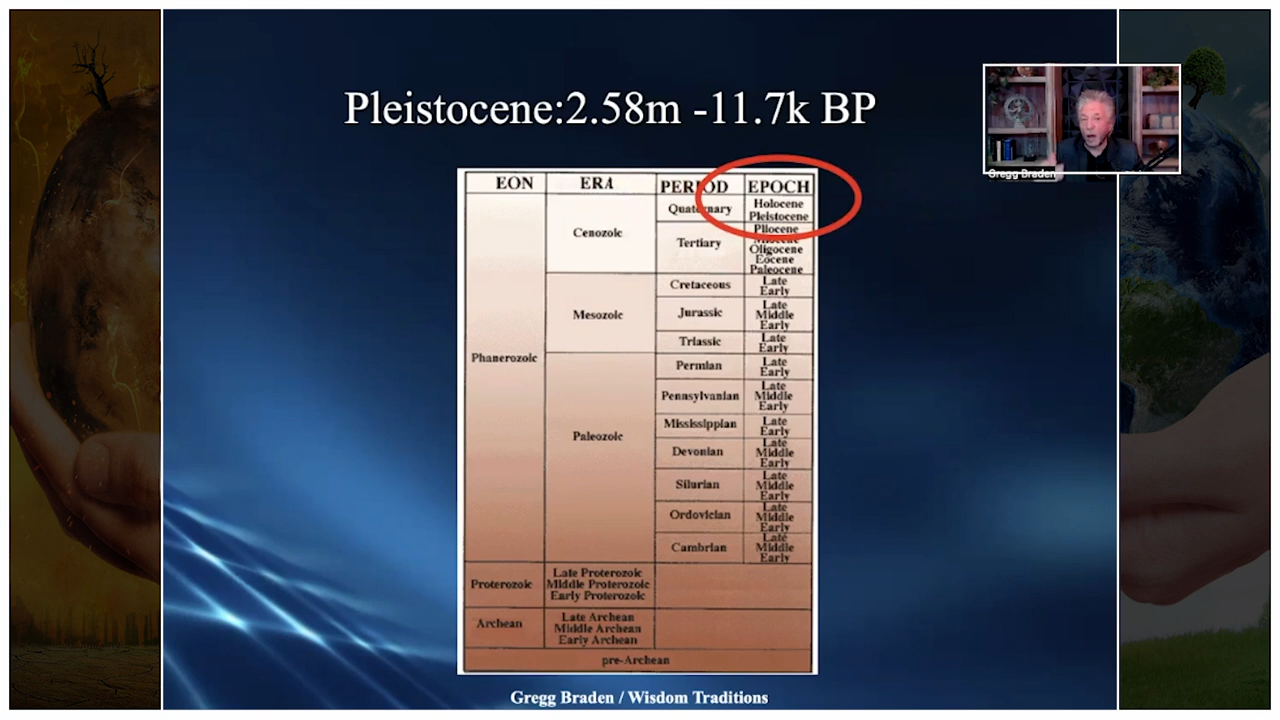 Pleistocene:2.58m -11.7k BP
Gregg Braden
EON ERA PERIOD EPOCH
Phanerozoic
Cenozoic
Quaternary
Holocene
Pleistocene
Tertiary
Pliocene
Miocene
Oligocene
Eocene
Paleocene
Mesozoic
Cretaceous
Late
Early
Jurassic
Late
Middle
Early
Triassic
Late
Early
Paleozoic
Permian
Late
Early
Pennsylvanian
Late
Middle
Early
Mississippian
Late
Early
Devonian
Late
Middle
Early
Silurian
Late
Middle
Early
Ordovician
Late
Middle
Early
Cambrian
Late
Middle
Early
Proterozoic
Late Proterozoic
Middle Proterozoic
Early Proterozoic
Archean
Late Archean
Middle Archean
Early Archean
pre-Archean
Gregg Braden / Wisdom Traditions